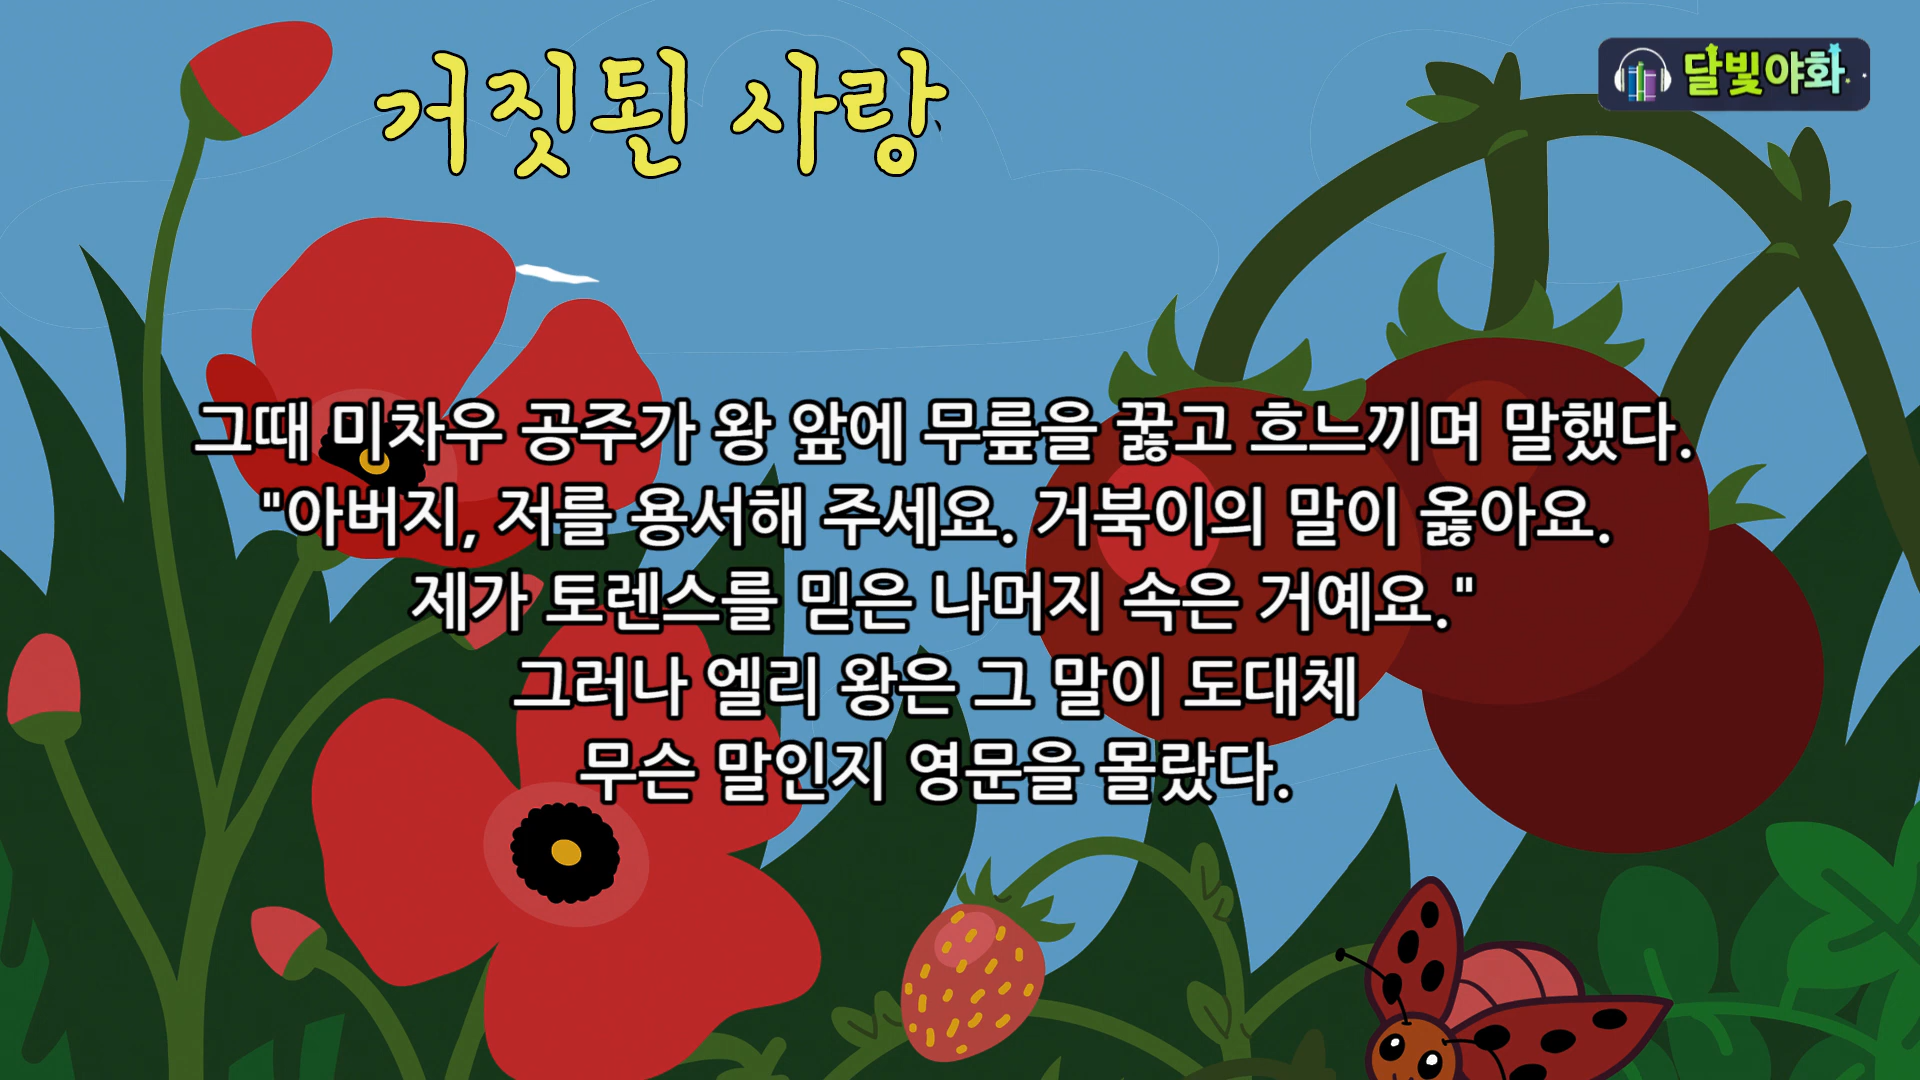 거짓된 사랑
달빛야화
그때 미차우 공주가 왕 앞에 무릎을 꿇고 흐느끼며 말했다.
"아버지, 저를 용서해 주세요. 거북이의 말이 옳아요.
제가 토렌스를 믿은 나머지 속은 거예요."
그러나 엘리 왕은 그 말이 도대체
무슨 말인지 영문을 몰랐다.